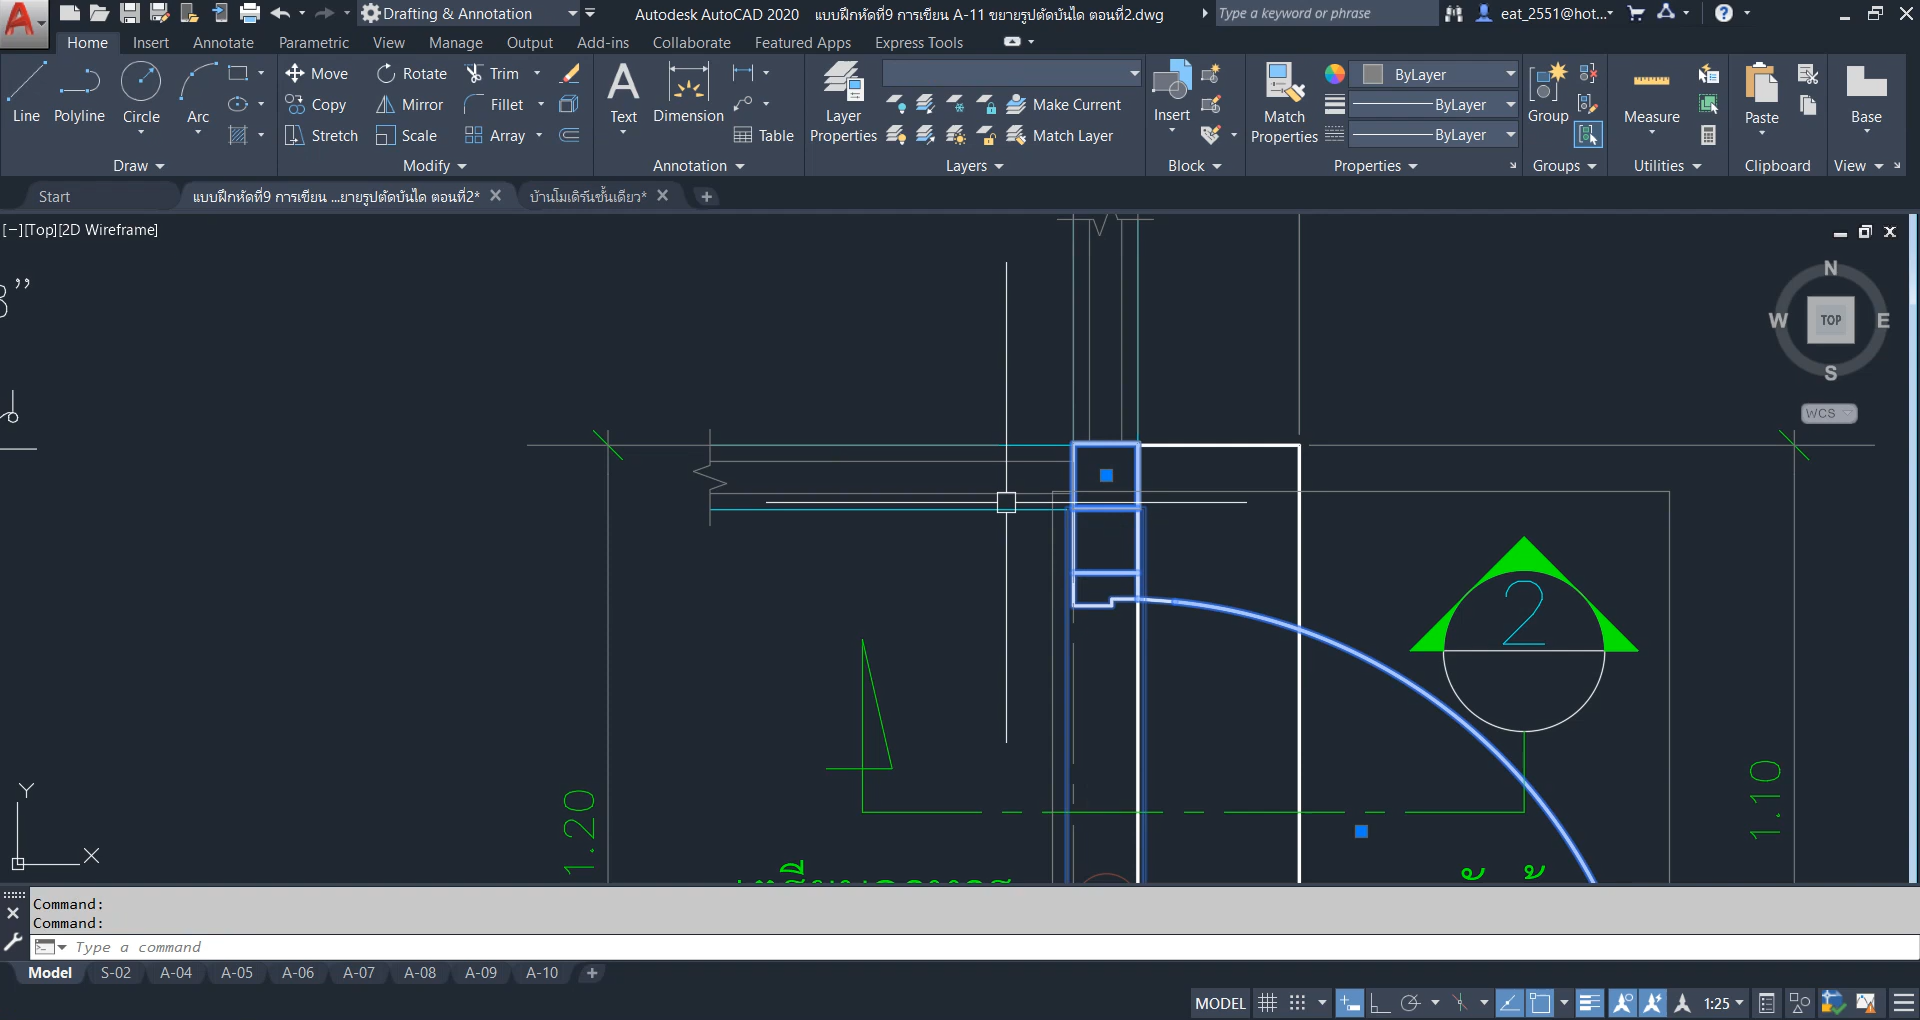 Drafting & Annotation
Autodesk AutoCAD 2020 แบบฝึกหัดที่9 การเขียน A-11 ขยายรูปตัดบันได ตอนที่2.dwg
Type a keyword or phrase
eat_2551@hot...
Home Insert Annotate Parametric View Manage Output Add-ins Collaborate Featured Apps Express Tools
Line Polyline Circle Arc
Move Rotate Trim
Copy Mirror Fillet
Stretch Scale Array
Text Dimension Table
Layer Properties
Make Current
Match Layer
Insert
Match Properties
ByLayer
ByLayer
ByLayer
Group Measure Paste Base
Draw Modify Annotation Layers Block Properties Groups Utilities Clipboard View
Start
แบบฝึกหัดที่9 การเขียน ...ยายรูปตัดบันได ตอนที่2*
บ้านโมเดิร์นชั้นเดียว*
[−][Top][2D Wireframe]
N
W TOP E
S
WCS
2
1.20
1.10
Y
X
Command:
Command:
Type a command
Model S-02 A-04 A-05 A-06 A-07 A-08 A-09 A-10
MODEL 1:25